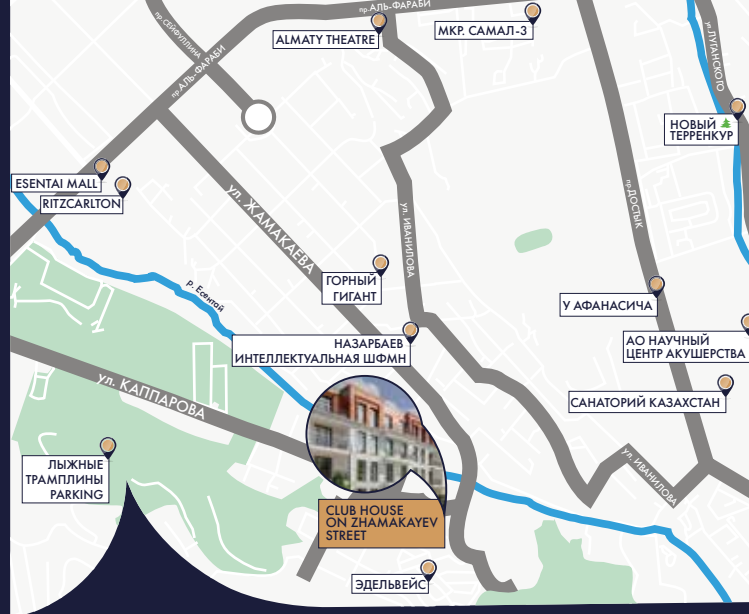 пр.АЛЬ-ФАРАБИ
ALMATY THEATRE
МКР. САМАЛ-3
пр.СЕЙФУЛЛИНА
пр.АЛЬ-ФАРАБИ
ул.ЛУГАНСКОГО
НОВЫЙ
ТЕРРЕНКУР
ESENTAI MALL
RITZCARLTON
ул. ЖАМАКАЕВА
ул. ИВАНИЛОВА
пр.ДОСТЫК
ГОРНЫЙ
ГИГАНТ
р. Есентай
У АФАНАСИЧА
НАЗАРБАЕВ
ИНТЕЛЛЕКТУАЛЬНАЯ ШФМН
АО НАУЧНЫЙ
ЦЕНТР АКУШЕРСТВА
ул. КАППАРОВА
САНАТОРИЙ КАЗАХСТАН
ЛЫЖНЫЕ
ТРАМПЛИНЫ
PARKING
ул. ИВАНИЛОВА
CLUB HOUSE
ON ZHAMAKAYEV
STREET
ЭДЕЛЬВЕЙС